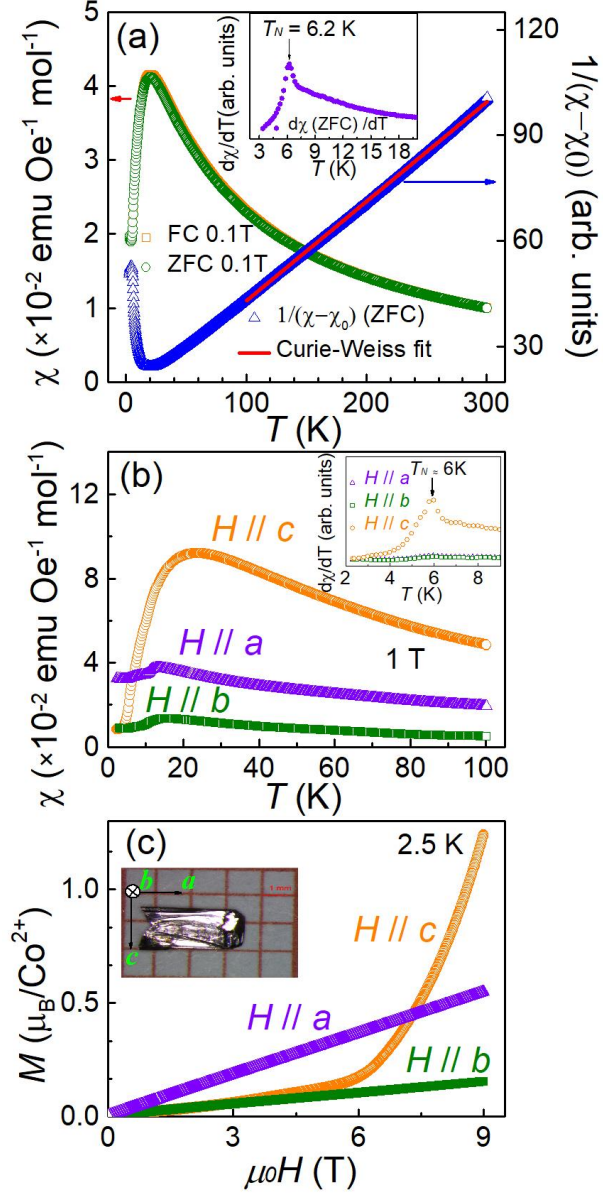 (a)
T_N = 6.2 K
dχ/dT(arb. units)
dχ (ZFC) /dT
3 6 9 12 15 18
T (K)
5
4
3
2
1
0
χ (×10⁻² emu Oe⁻¹ mol⁻¹)
120
90
60
30
1/(χ−χ0) (arb. units)
FC 0.1T
ZFC 0.1T
1/(χ−χ₀) (ZFC)
Curie-Weiss fit
0 100 200 300
T (K)
(b)
T_N ≈ 6K
H // a
H // b
H // c
dχ/dT (arb. units)
2 4 6 8
T (K)
12
8
4
0
χ (×10⁻² emu Oe⁻¹ mol⁻¹)
H // c
H // a
1 T
H // b
0 20 40 60 80 100
T (K)
(c)
2.5 K
b a
1 mm
c
1.0
0.5
0.0
M (μ_B/Co²⁺)
H // c
H // a
H // b
0 3 6 9
μ₀H (T)